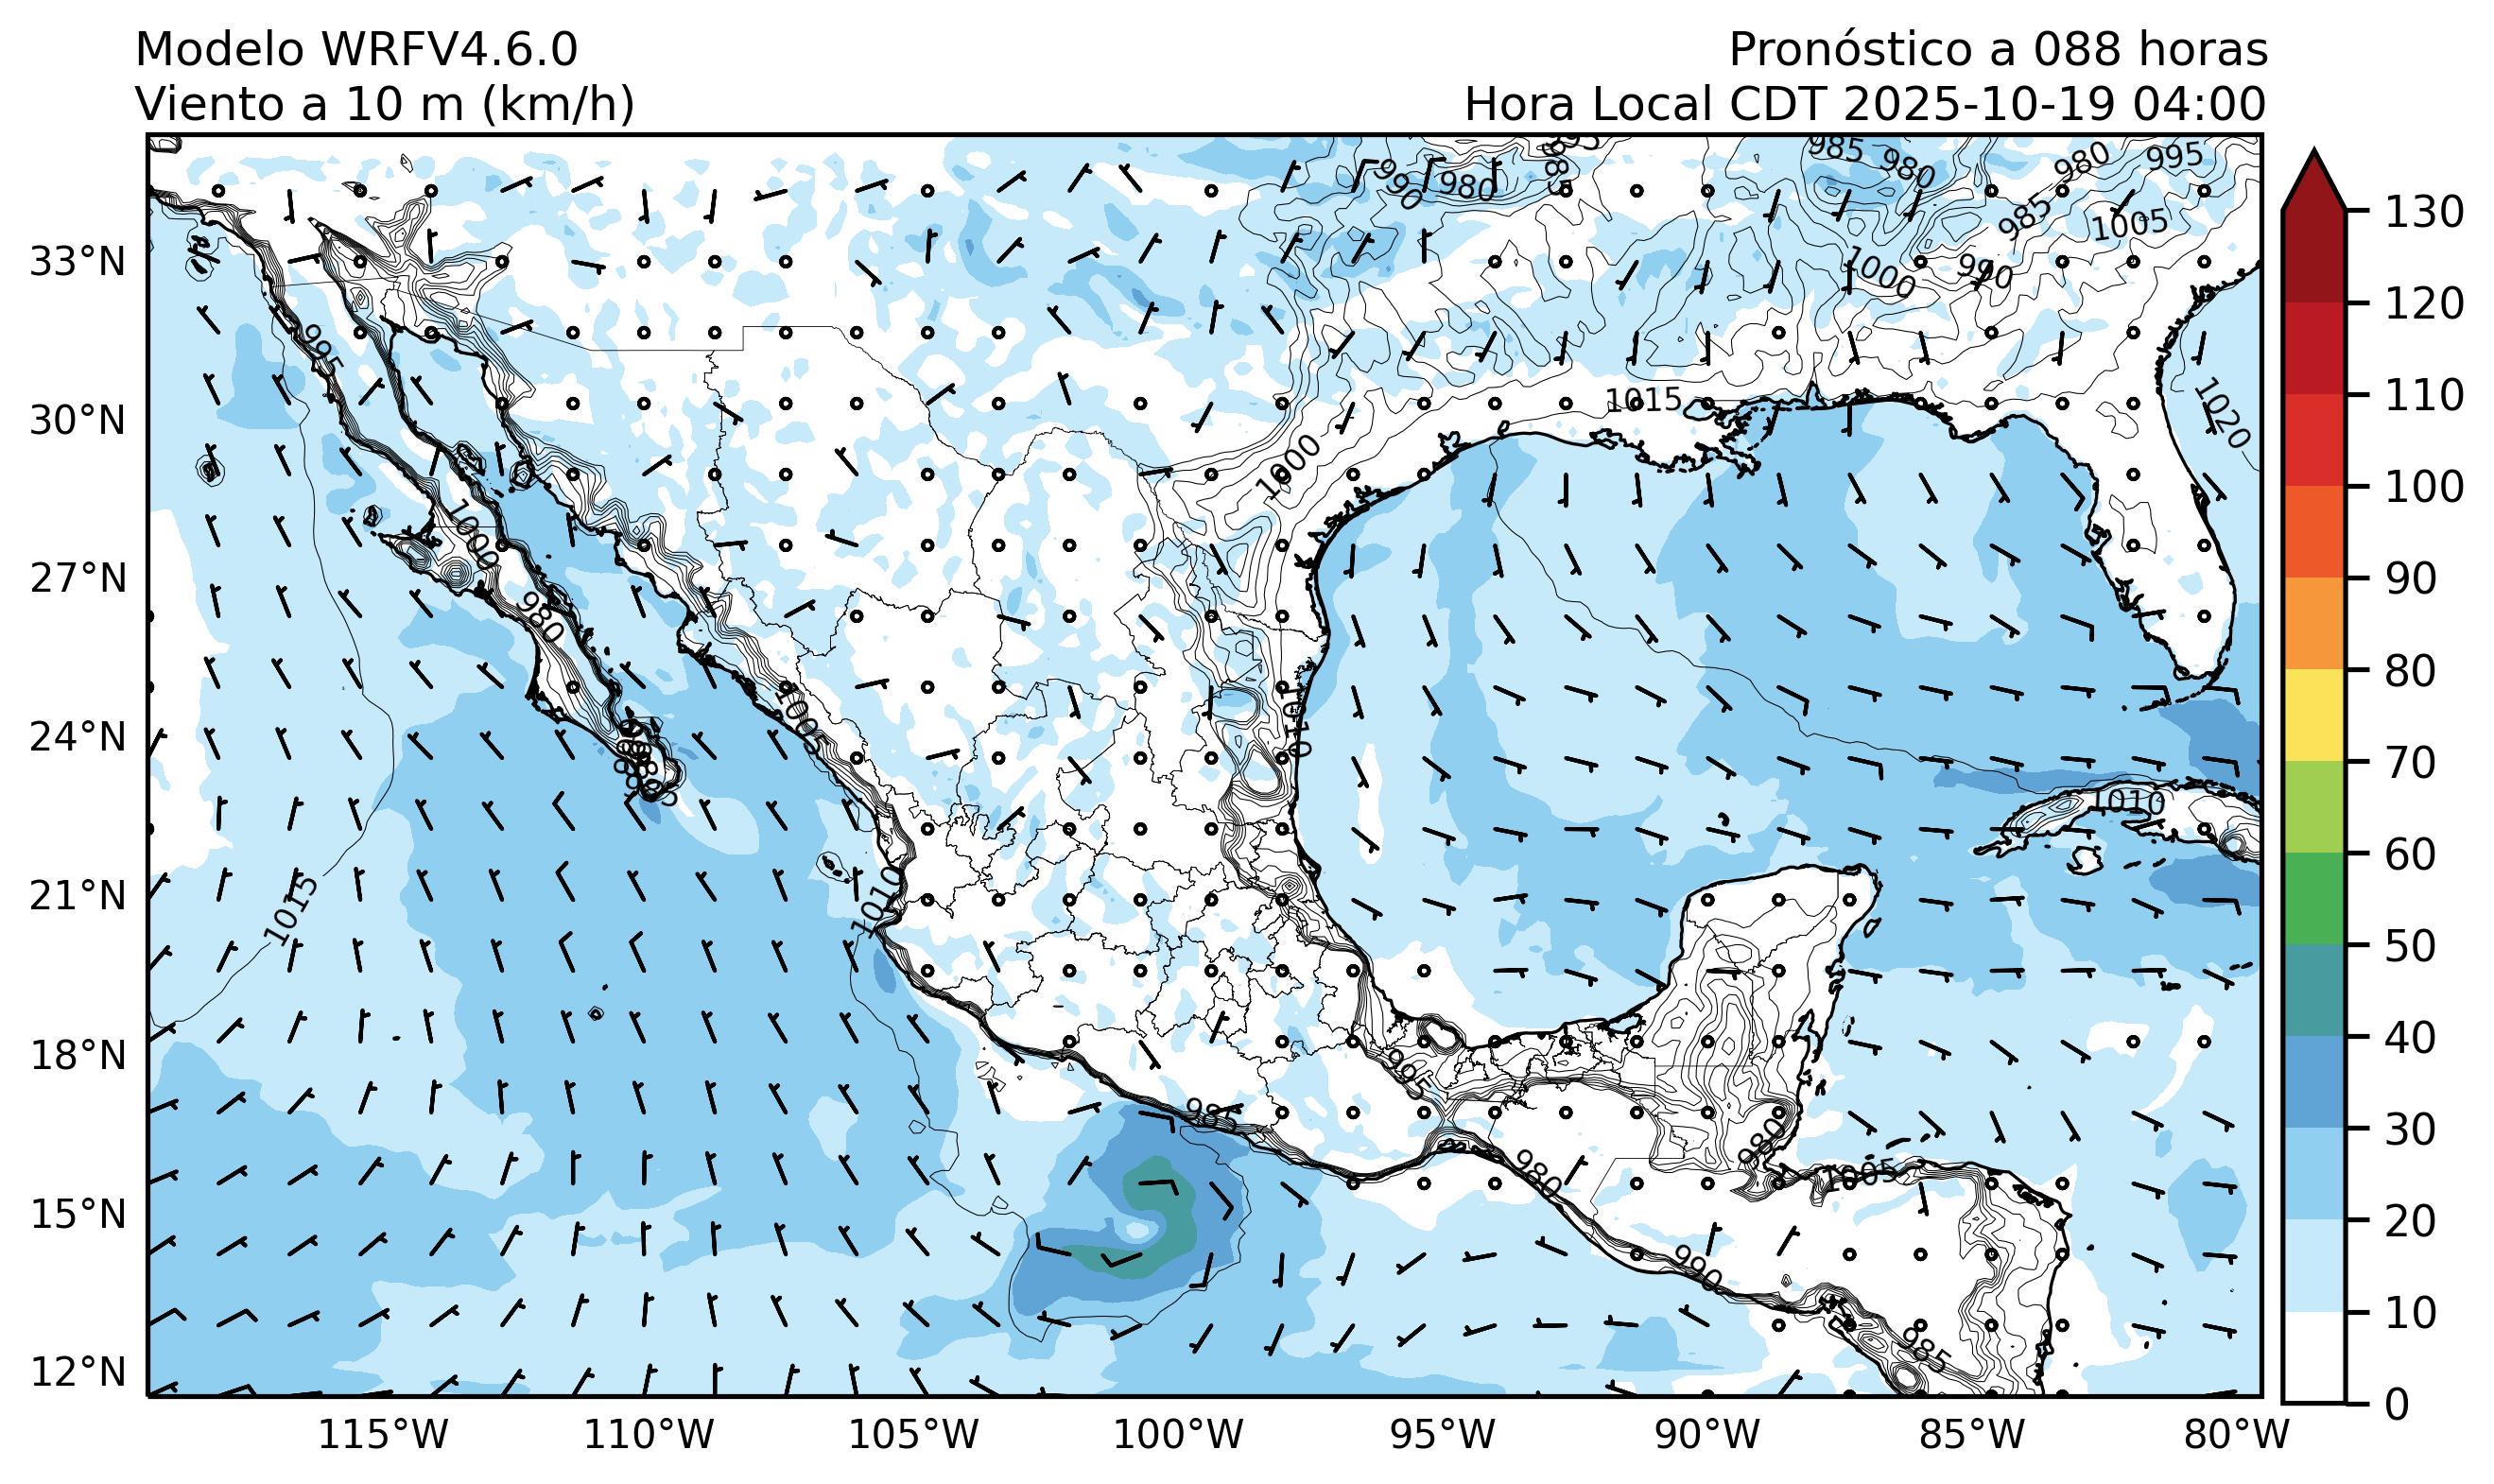 Modelo WRFV4.6.0
Viento a 10 m (km/h)
Pronóstico a 088 horas
Hora Local CDT 2025-10-19 04:00
33°N
30°N
27°N
24°N
21°N
18°N
15°N
12°N
115°W
110°W
105°W
100°W
95°W
90°W
85°W
80°W
130
120
110
100
90
80
70
60
50
40
30
20
10
0
995
990
980
985
980
980
995
985
1005
1000
990
1015
1020
995
1000
1000
980
1005
1010
1010
1015
1010
995
985
980
980
1005
990
985